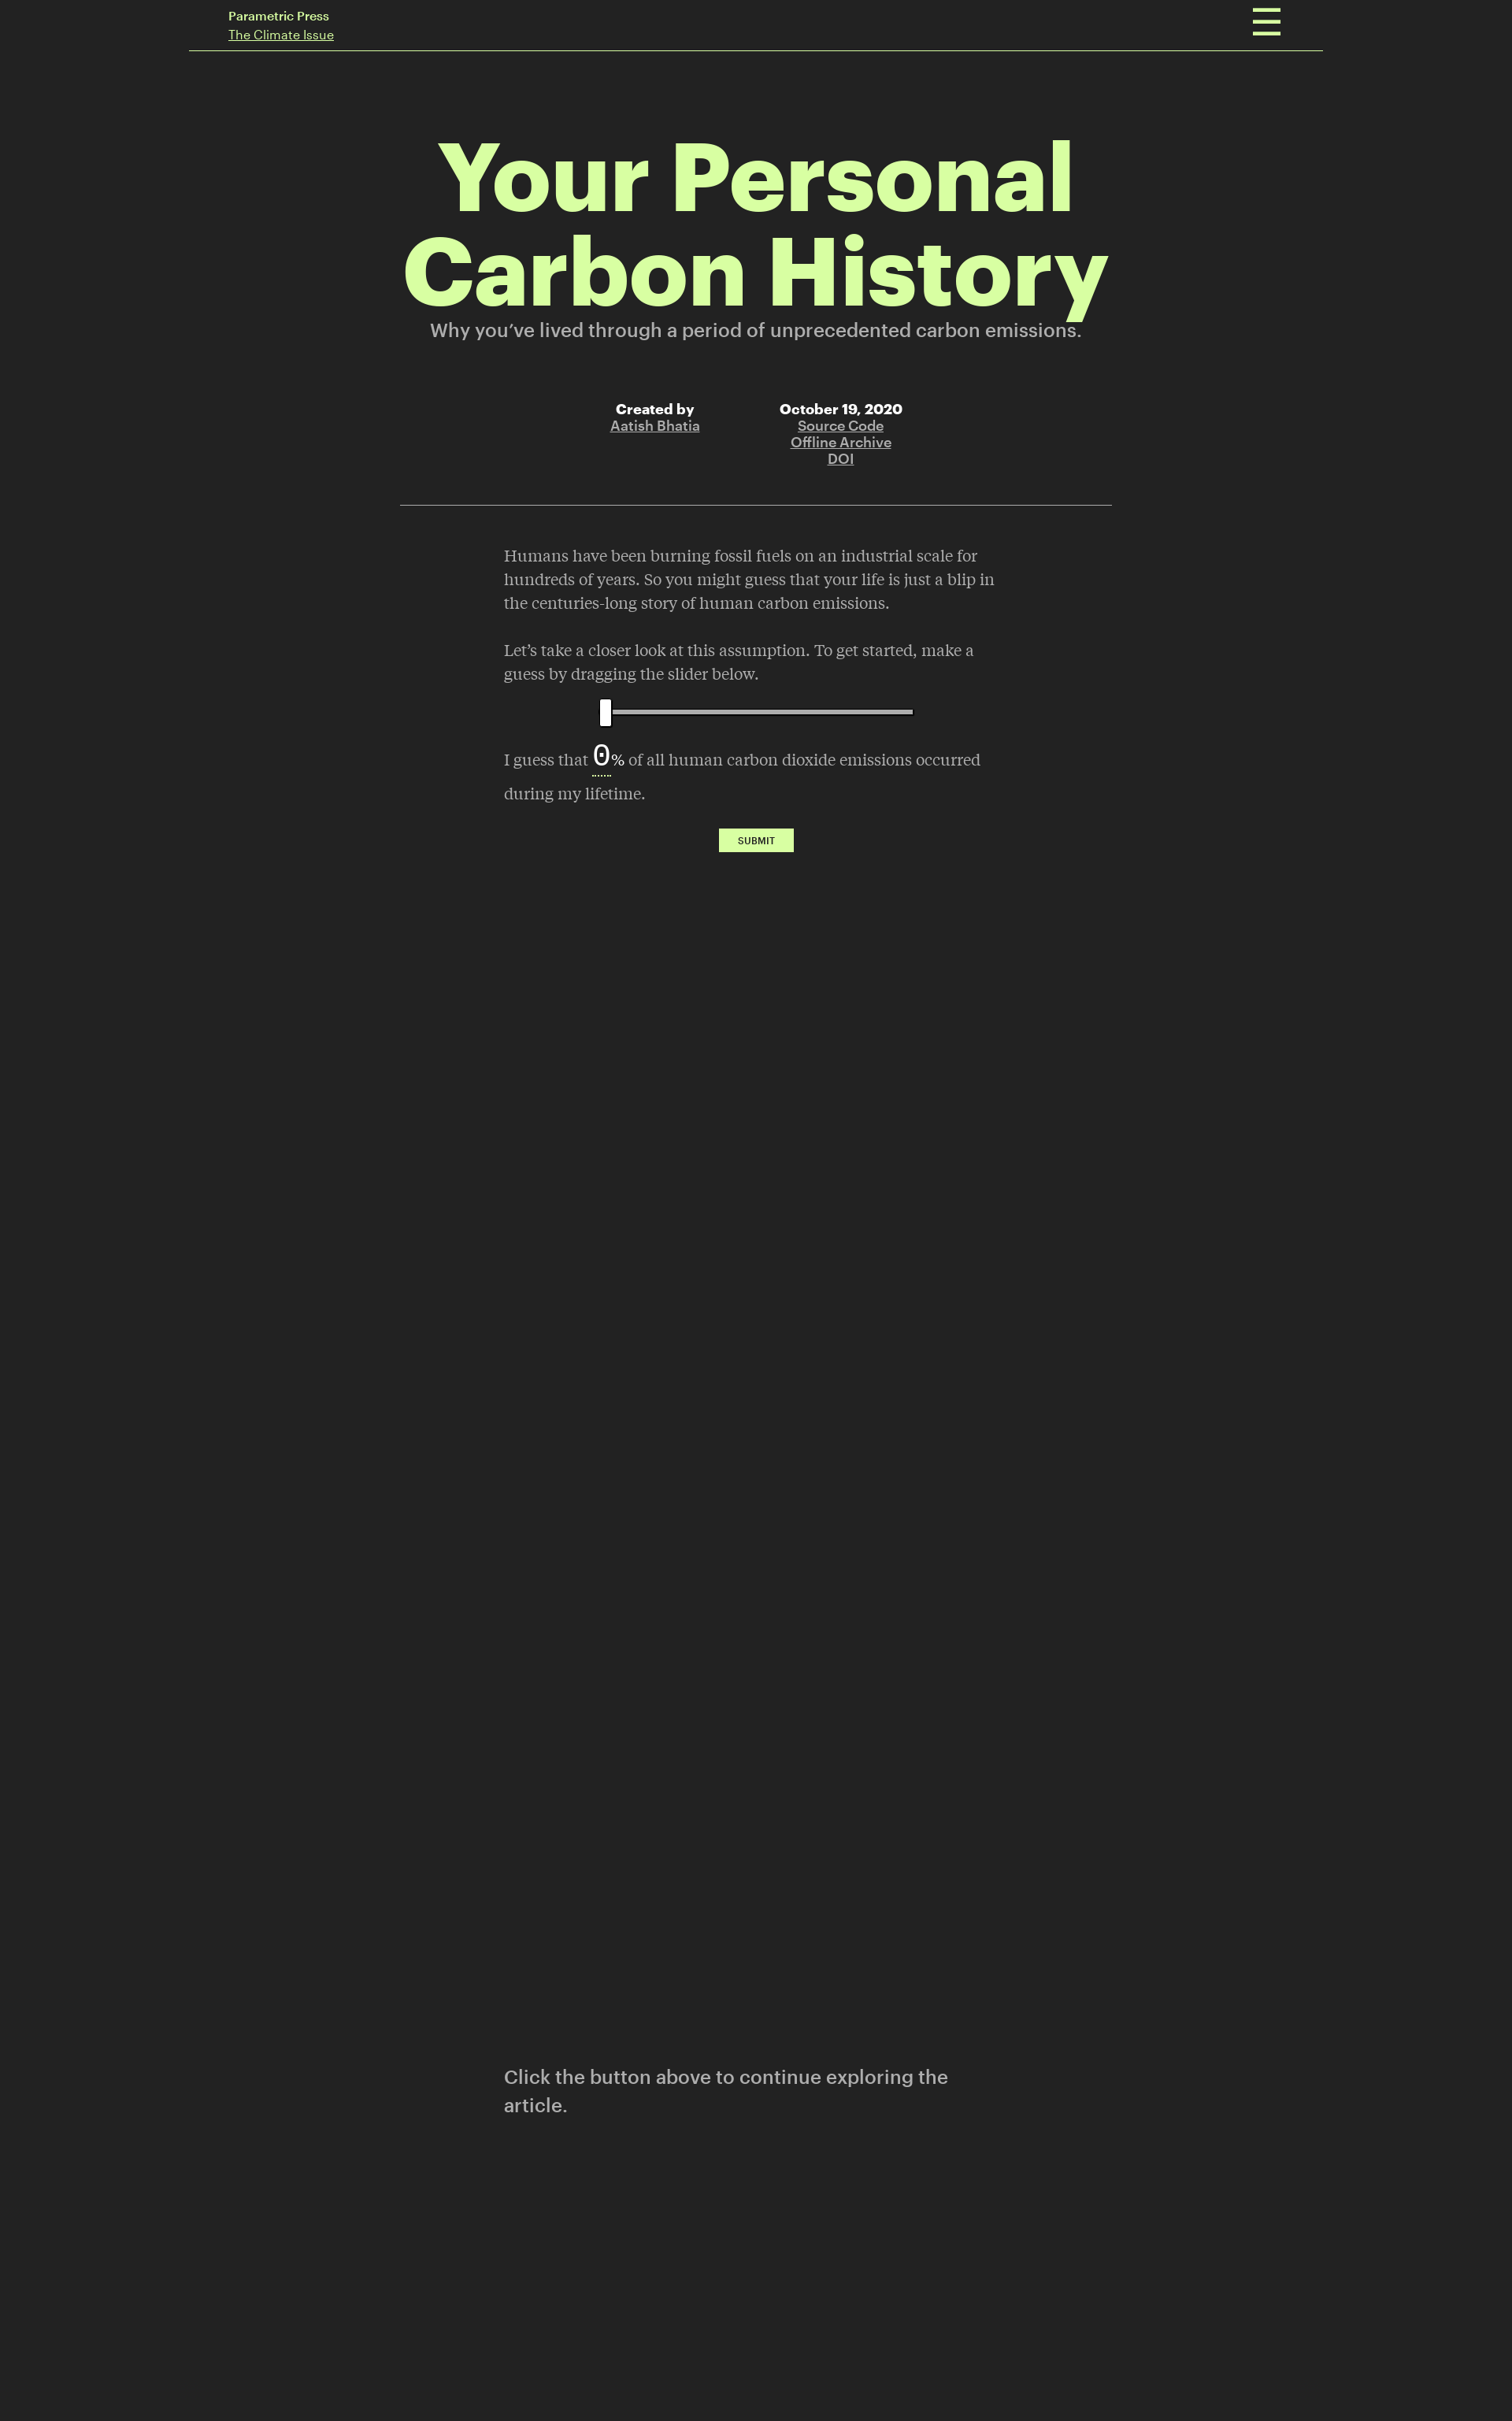 Parametric Press
The Climate Issue
Your Personal
Carbon History
Why you’ve lived through a period of unprecedented carbon emissions.
Created by
Aatish Bhatia
October 19, 2020
Source Code
Offline Archive
DOI
Humans have been burning fossil fuels on an industrial scale for
hundreds of years. So you might guess that your life is just a blip in
the centuries-long story of human carbon emissions.
Let’s take a closer look at this assumption. To get started, make a
guess by dragging the slider below.
I guess that 0% of all human carbon dioxide emissions occurred
during my lifetime.
SUBMIT
Click the button above to continue exploring the
article.